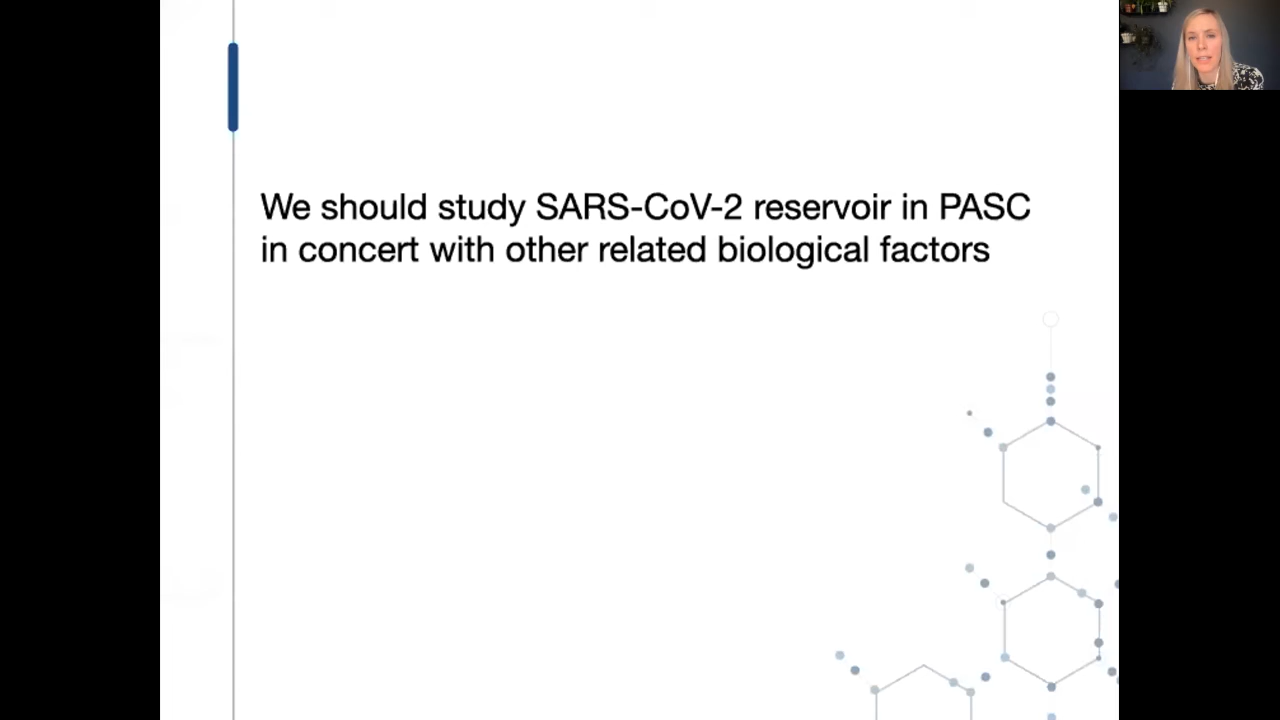 We should study SARS-CoV-2 reservoir in PASC
in concert with other related biological factors